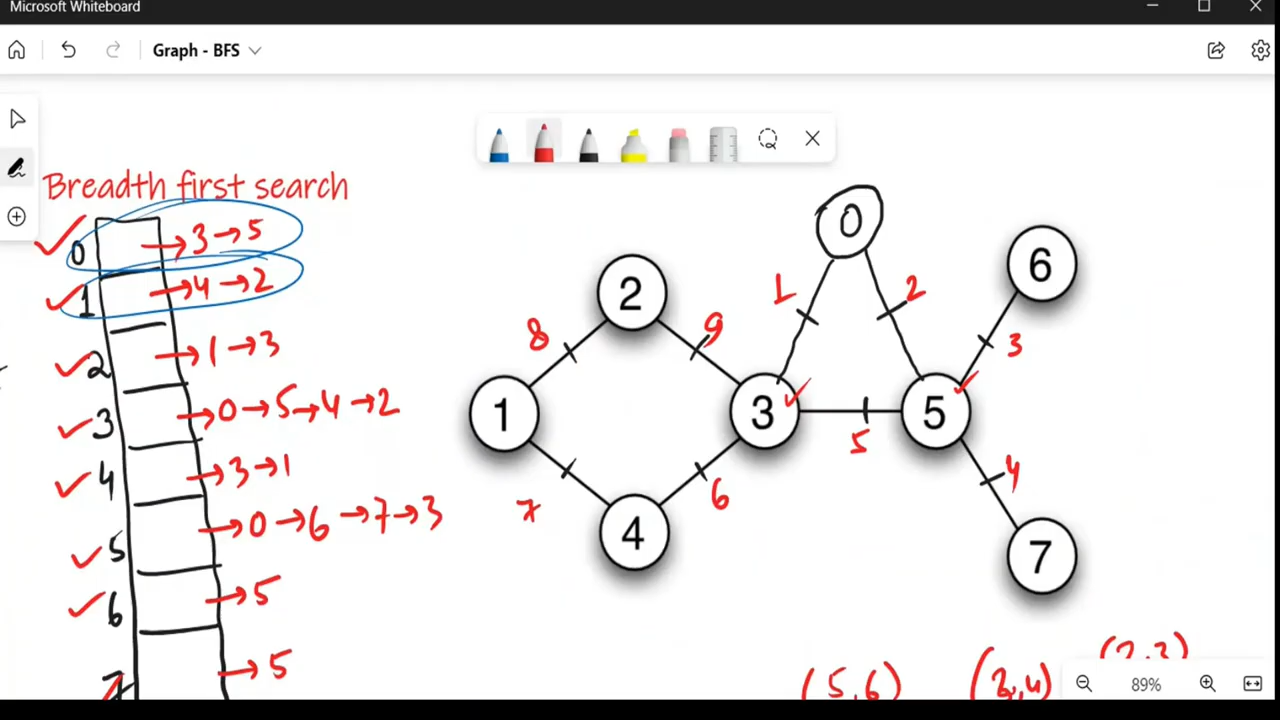 Microsoft Whiteboard
Graph - BFS
Breadth first search
0 → 3 → 5
1 → 4 → 2
2 → 1 → 3
3 → 0 → 5 → 4 → 2
4 → 3 → 1
5 → 0 → 6 → 7 → 3
6 → 5
7 → 5
0
1
2
6
2
3
8
9
1
3
5
5
7
6
4
4
7
(5,6)
89%